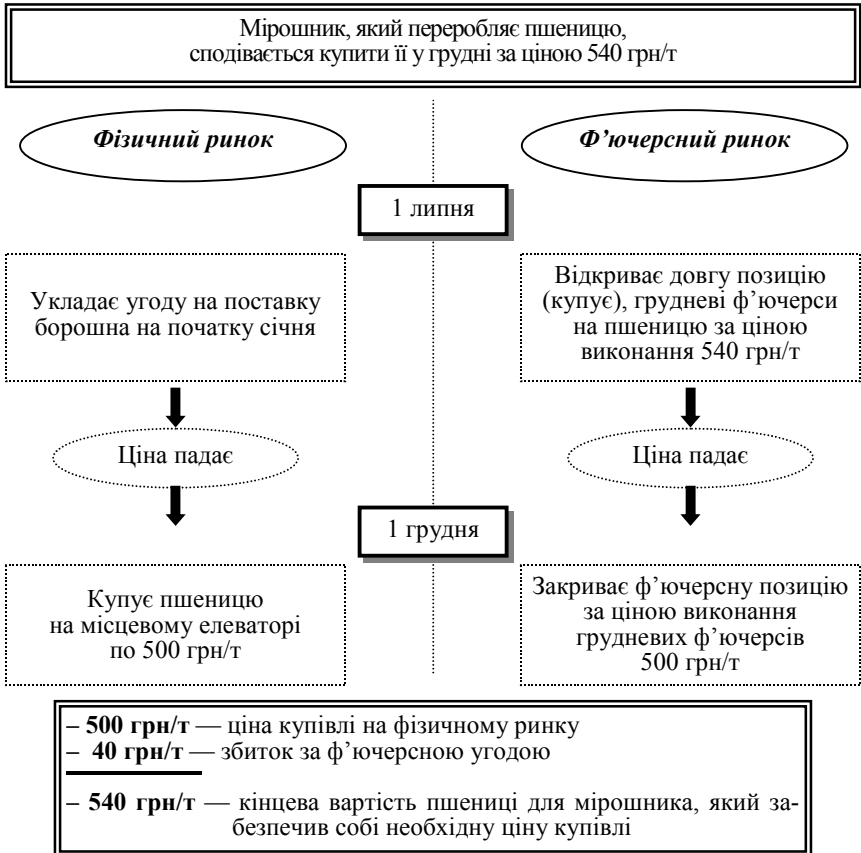 Мірошник, який переробляє пшеницю,
сподівається купити її у грудні за ціною 540 грн/т
Фізичний ринок
Ф’ючерсний ринок
1 липня
Укладає угоду на поставку
борошна на початку січня
Відкриває довгу позицію
(купує), грудневі ф’ючерси
на пшеницю за ціною
виконання 540 грн/т
Ціна падає
Ціна падає
1 грудня
Купує пшеницю
на місцевому елеваторі
по 500 грн/т
Закриває ф’ючерсну позицію
за ціною виконання
грудневих ф’ючерсів
500 грн/т
– 500 грн/т — ціна купівлі на фізичному ринку
– 40 грн/т — збиток за ф’ючерсною угодою
– 540 грн/т — кінцева вартість пшениці для мірошника, який за-
безпечив собі необхідну ціну купівлі